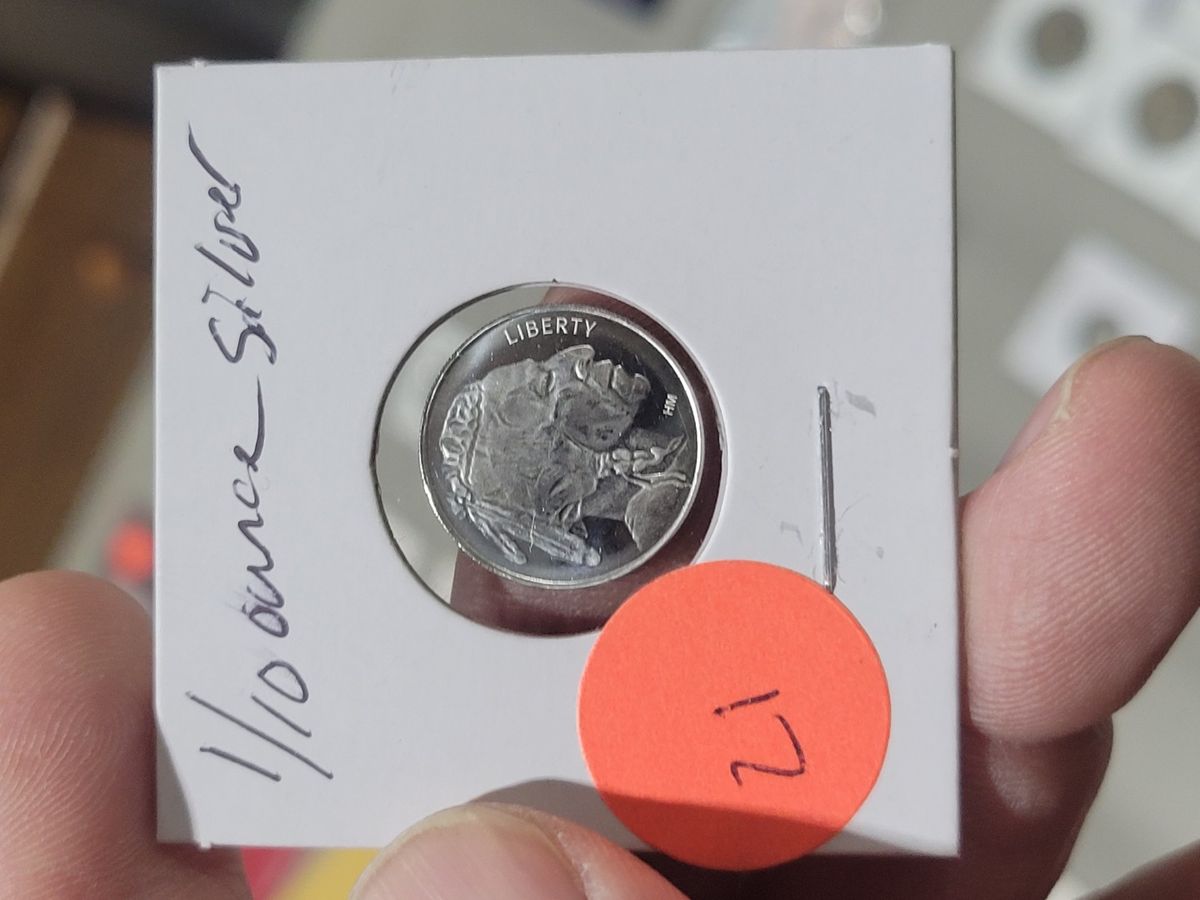 1/10 ounce Silver
LIBERTY
HM
21